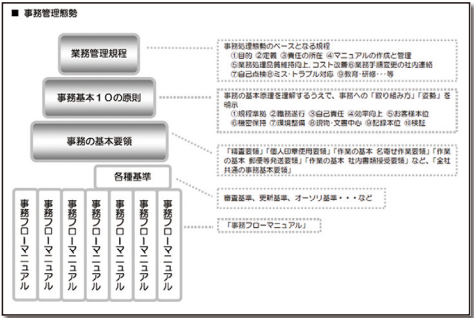 ■ 事務管理態勢
業務管理規程
事務処理態勢のベースとなる規程
①目的 ②定義 ③責任の所在 ④マニュアルの作成と管理
⑤業務処理品質維持向上、コスト改善⑥業務手順変更の社内連絡
⑦自己点検⑧ミス・トラブル対応 ⑨教育・研修・・・等
事務基本10の原則
事務の基本原理を理解するうえで、事務への「取り組み方」「姿勢」を
明示
①規程準拠 ②職務遂行 ③自己責任 ④効率向上 ⑤お客様本位
⑥機密保持 ⑦環境整備 ⑧現物・文書中心 ⑨記録本位 ⑩検証
事務の基本要領
「精査要領」「個人印章使用要領」「作業の基本 名寄せ作業要領」「作業
の基本 郵便等発送要領」「作業の基本 社内書類授受要領」など、「全社
共通の事務基本要領」
各種基準
審査基準、更新基準、オーソリ基準・・・など
事務フローマニュアル
事務フローマニュアル
事務フローマニュアル
事務フローマニュアル
事務フローマニュアル
事務フローマニュアル
事務フローマニュアル
「事務フローマニュアル」